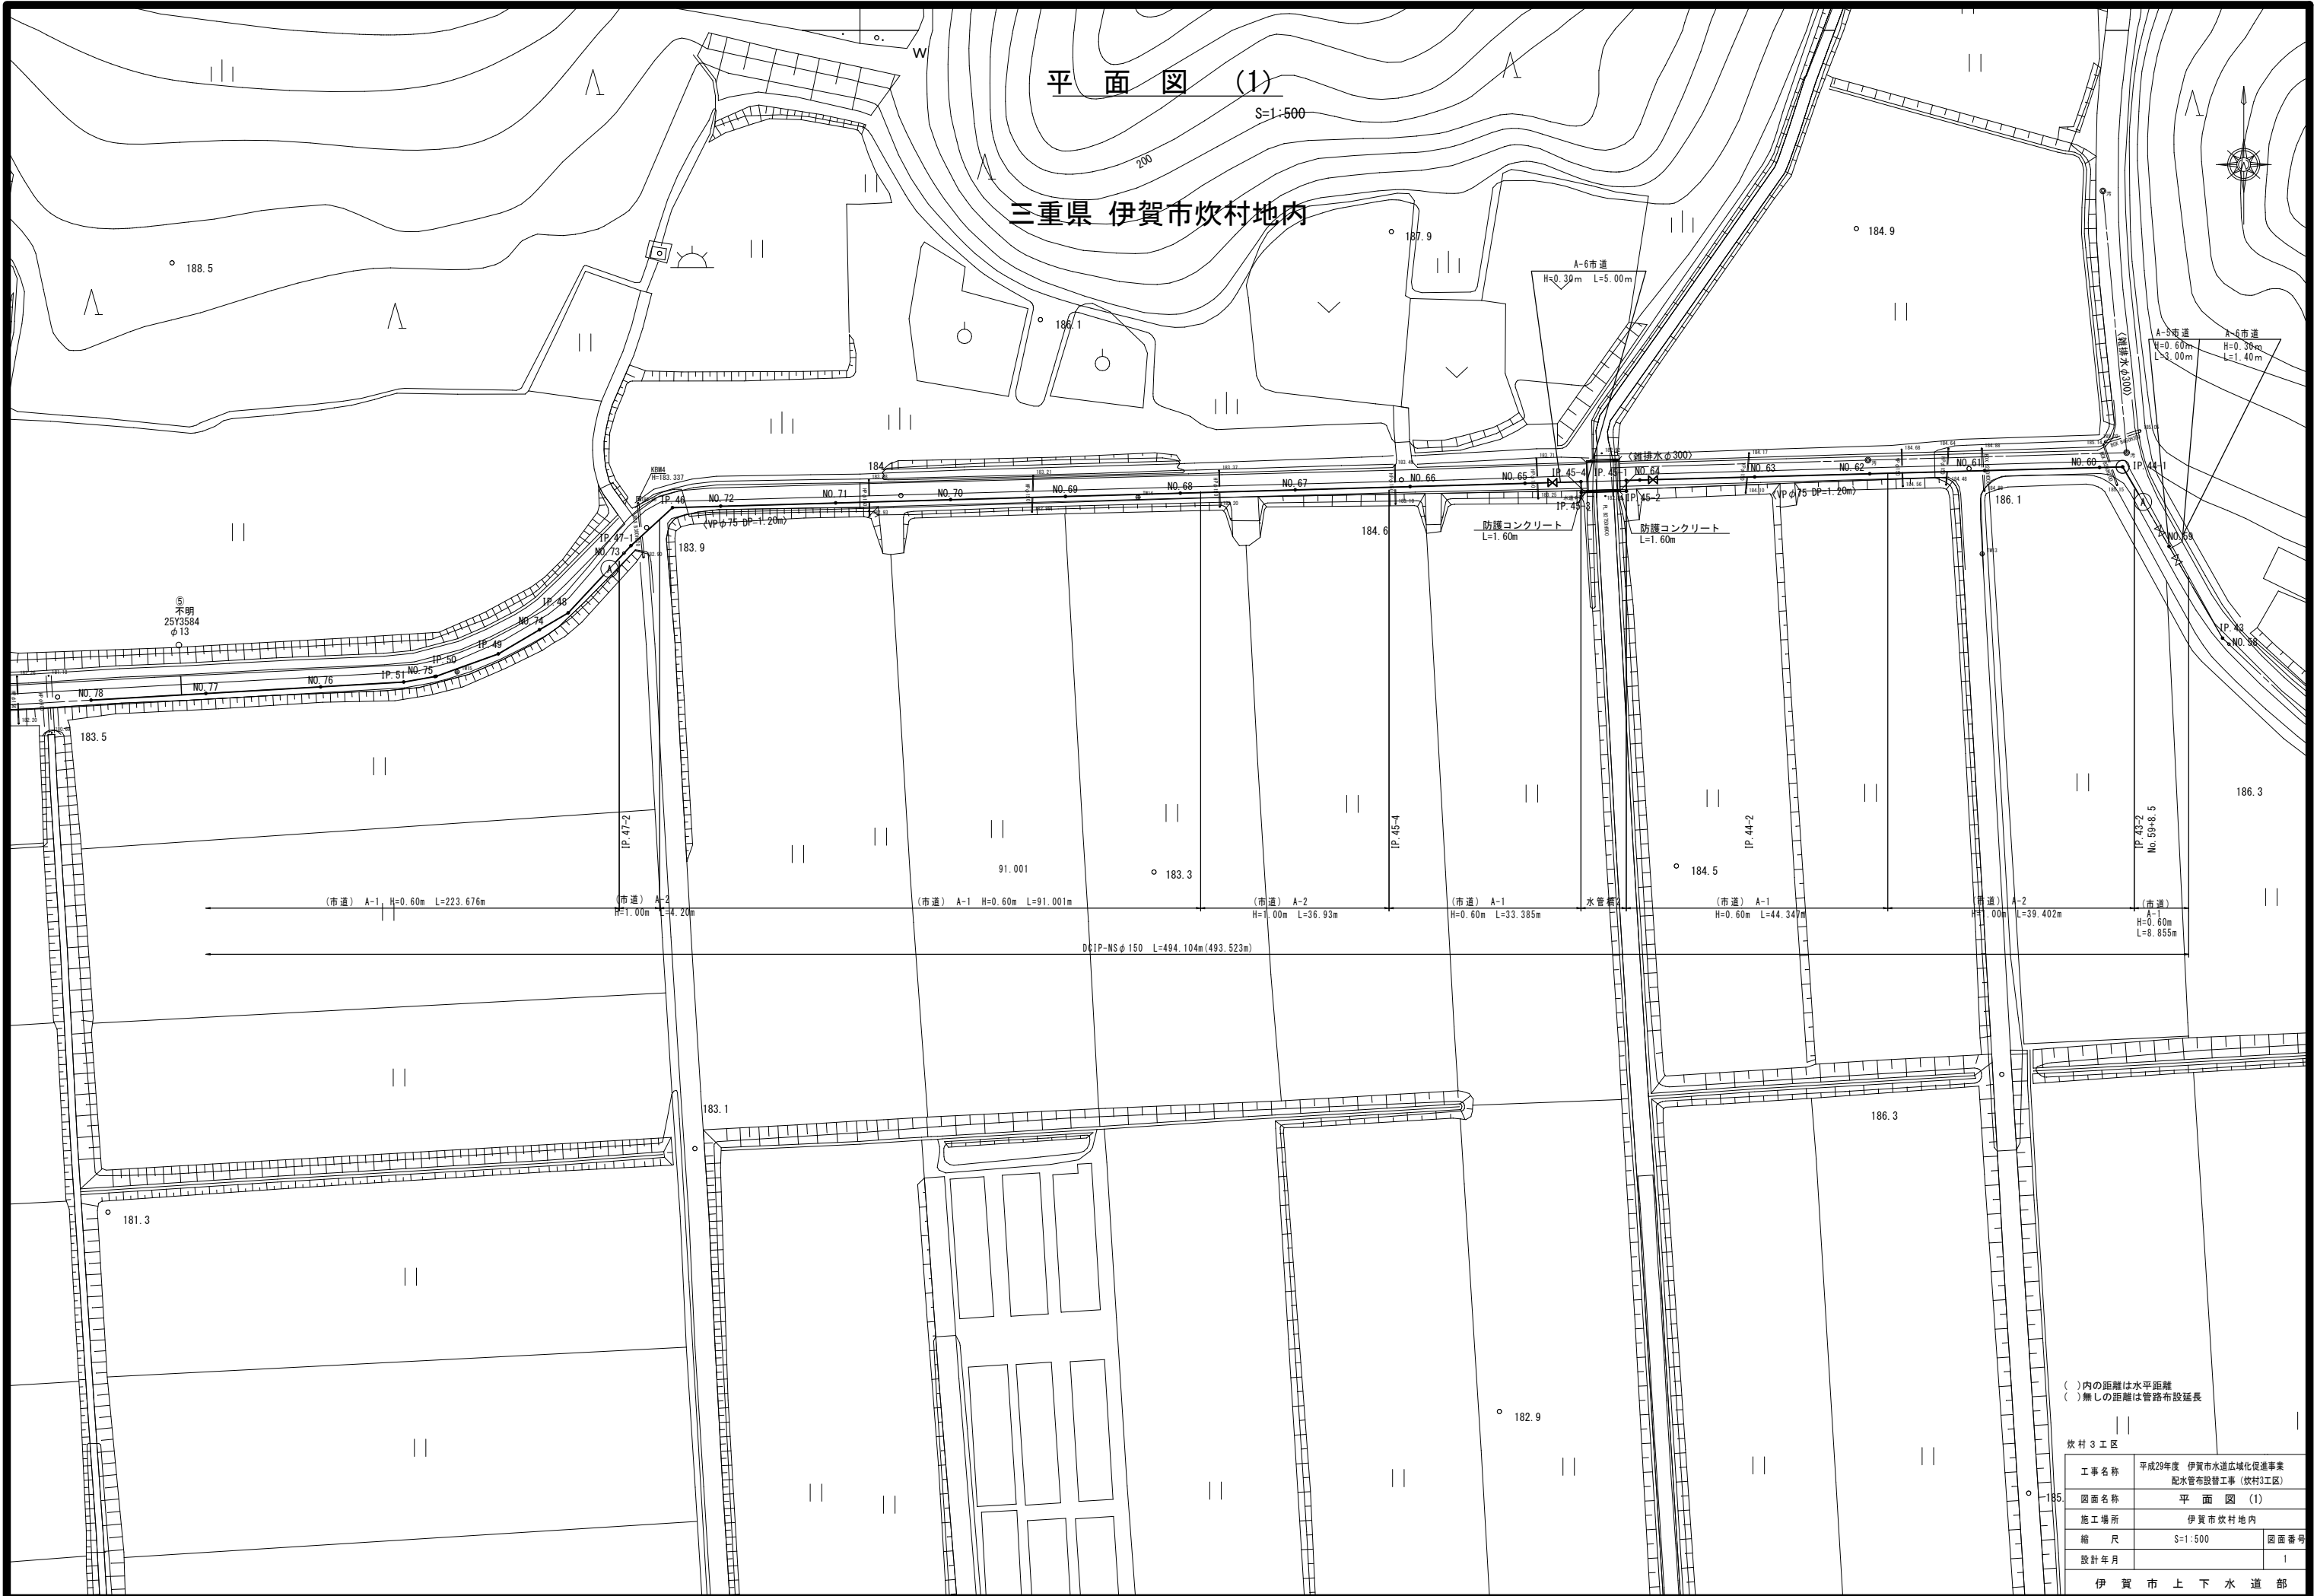 平 面 図 (1)
S=1:500
W
200
三重県 伊賀市炊村地内
188.5
187.9
184.9
186.1
A-6市道
H=0.30m L=5.00m
A-5市道 A-6市道
H=0.60m H=0.30m
L=3.00m L=1.40m
(雑排水φ300)
184.
KBM4
H=183.337
(雑排水φ300)
IP.46
NO.72
NO.71
NO.70
NO.69
NO.68
NO.67
NO.66
NO.65
IP.45-4
IP.45-1
NO.64
NO.63
NO.62
NO.61
NO.60
IP.44-1
IP.45-2
IP.45-3
(VPφ75 DP=1.20m)
(VPφ75 DP=1.20m)
186.1
A
防護コンクリート
L=1.60m
防護コンクリート
L=1.60m
184.6
183.9
IP.47-1
NO.73
A
NO.59
IP.48
NO.74
IP.49
IP.50
NO.75
IP.51
NO.76
NO.77
NO.78
IP.43
NO.58
⑤
不明
25Y3584
φ13
183.5
IP.47-2
IP.45-4
IP.44-2
IP.43-2
No.59+8.5
186.3
91.001
183.3
184.5
(市道) A-1 H=0.60m L=223.676m
(市道) A-2
H=1.00m L=4.20m
(市道) A-1 H=0.60m L=91.001m
(市道) A-2
H=1.00m L=36.93m
(市道) A-1
H=0.60m L=33.385m
水管橋
(市道) A-1
H=0.60m L=44.347m
(市道) A-2
H=1.00m L=39.402m
(市道)
A-1
H=0.60m
L=8.855m
DCIP-NSφ150 L=494.104m(493.523m)
183.1
186.3
181.3
182.9
185.
( )内の距離は水平距離
( )無しの距離は管路布設延長
炊村3工区
工事名称 平成29年度 伊賀市水道広域化促進事業
配水管布設替工事(炊村3工区)
図面名称 平 面 図 (1)
施工場所 伊賀市炊村地内
縮 尺 S=1:500 図面番号
設計年月 1
伊 賀 市 上 下 水 道 部